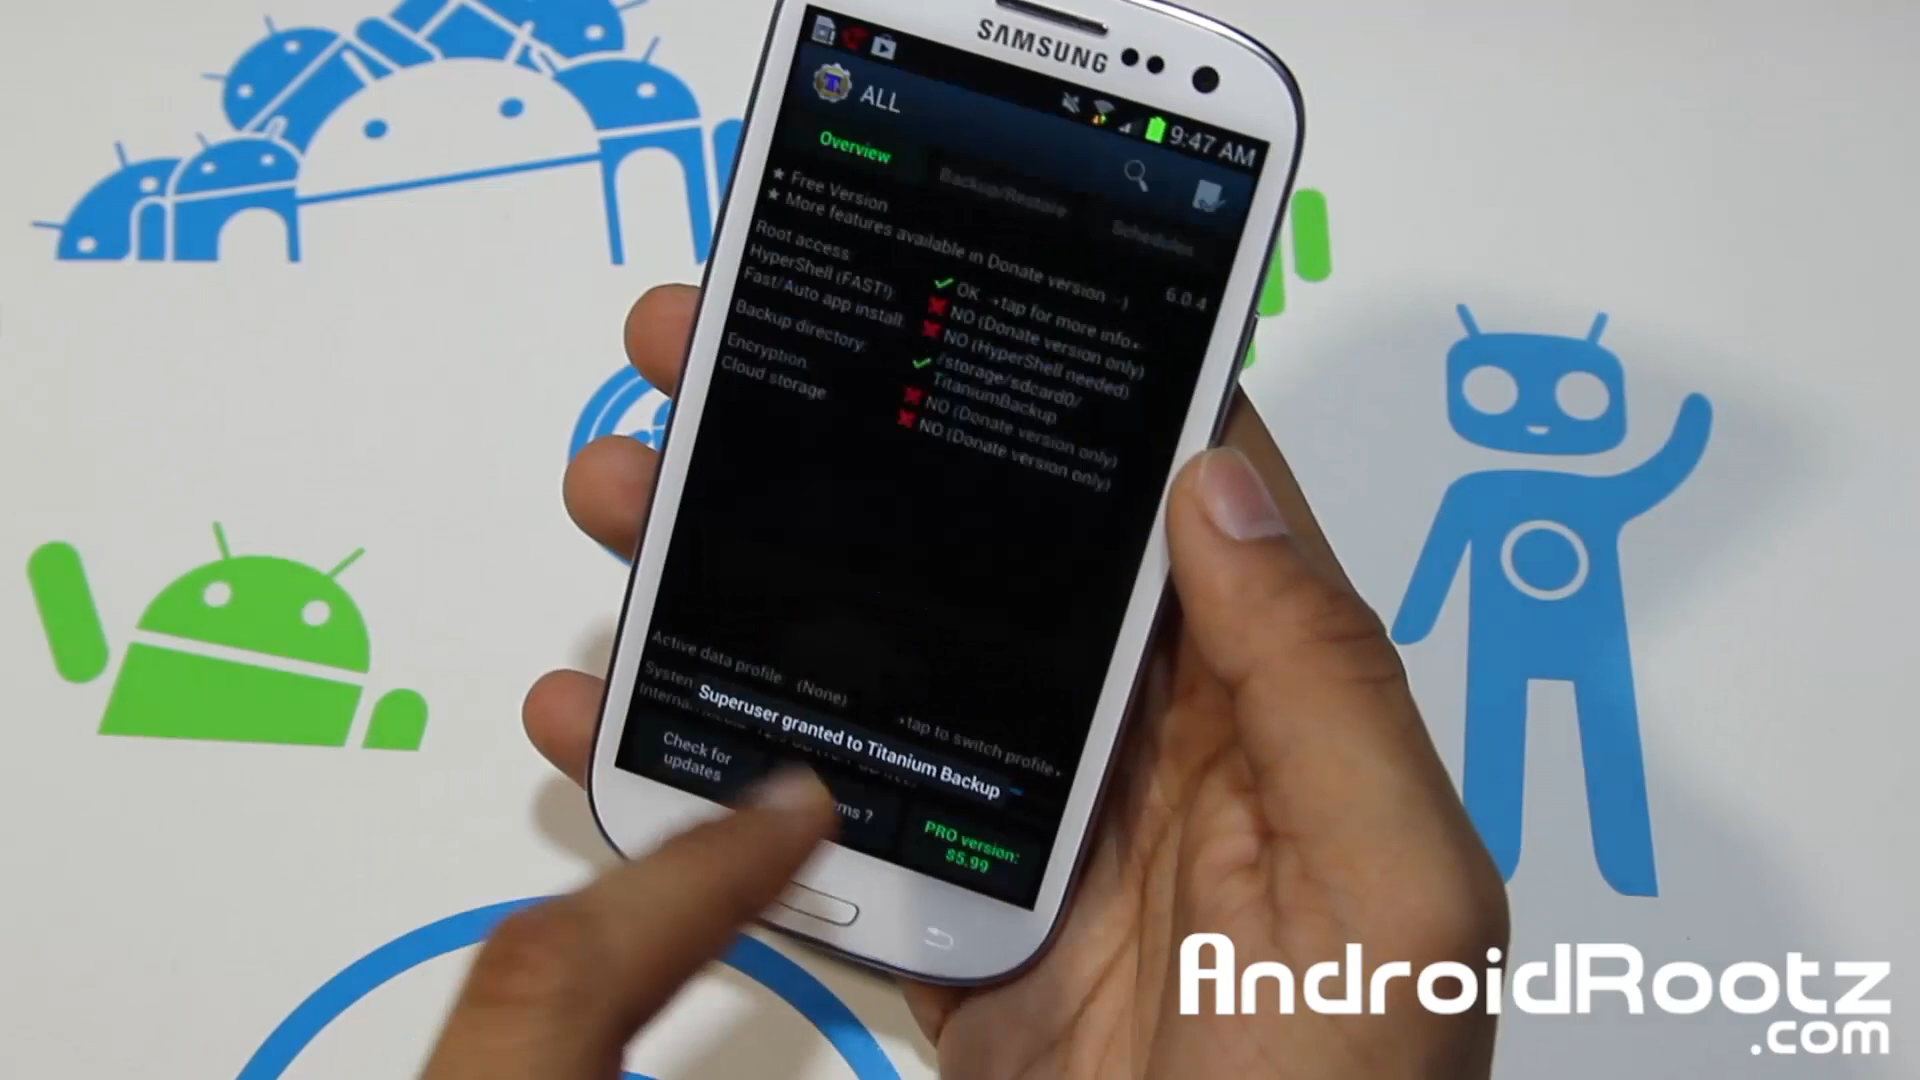 SAMSUNG
9:47 AM
ALL
Overview
Backup/Restore
Schedules
★ Free Version
6.0.4
★ More features available in Donate version :-)
Root access:
OK
tap for more info
HyperShell (FAST!):
NO (Donate version only)
Fast/Auto app install:
NO (HyperShell needed)
Backup directory:
/storage/sdcard0/
TitaniumBackup
Encryption:
NO (Donate version only)
Cloud storage
NO (Donate version only)
Active data profile: (None)
tap to switch profile
Superuser granted to Titanium Backup
Check for
updates
PRO version:
$5.99
AndroidRootz
.com